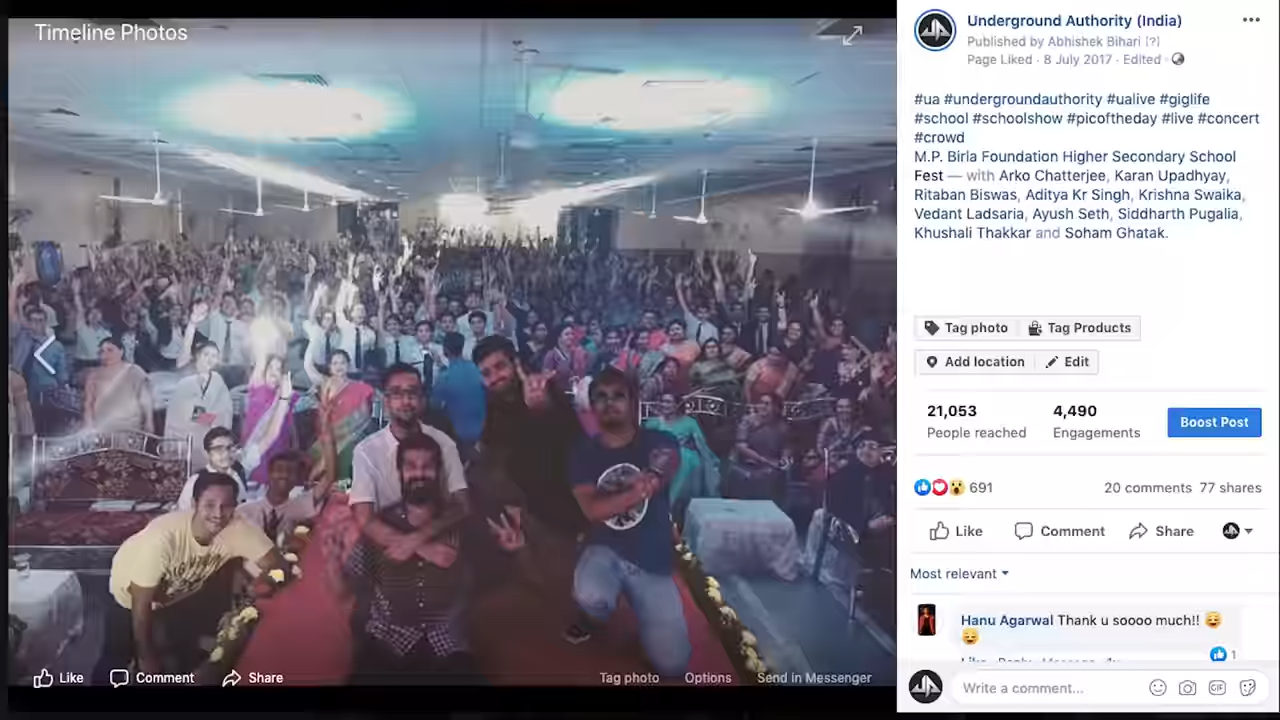 Timeline Photos
Underground Authority (India)
Published by Abhishek Bihari [?]
Page Liked · 8 July 2017 · Edited ·
#ua #undergroundauthority #ualive #giglife
#school #schoolshow #picoftheday #live #concert
#crowd
M.P. Birla Foundation Higher Secondary School
Fest — with Arko Chatterjee, Karan Upadhyay,
Ritaban Biswas, Aditya Kr Singh, Krishna Swaika,
Vedant Ladsaria, Ayush Seth, Siddharth Pugalia,
Khushali Thakkar and Soham Ghatak.
Tag photo Tag Products
Add location Edit
21,053 4,490
People reached Engagements
Boost Post
691 20 comments 77 shares
Like Comment Share
Most relevant
Hanu Agarwal Thank u soooo much!! 😌
😌
1
Write a comment...
GIF
Like Comment Share
Tag photo Options Send in Messenger